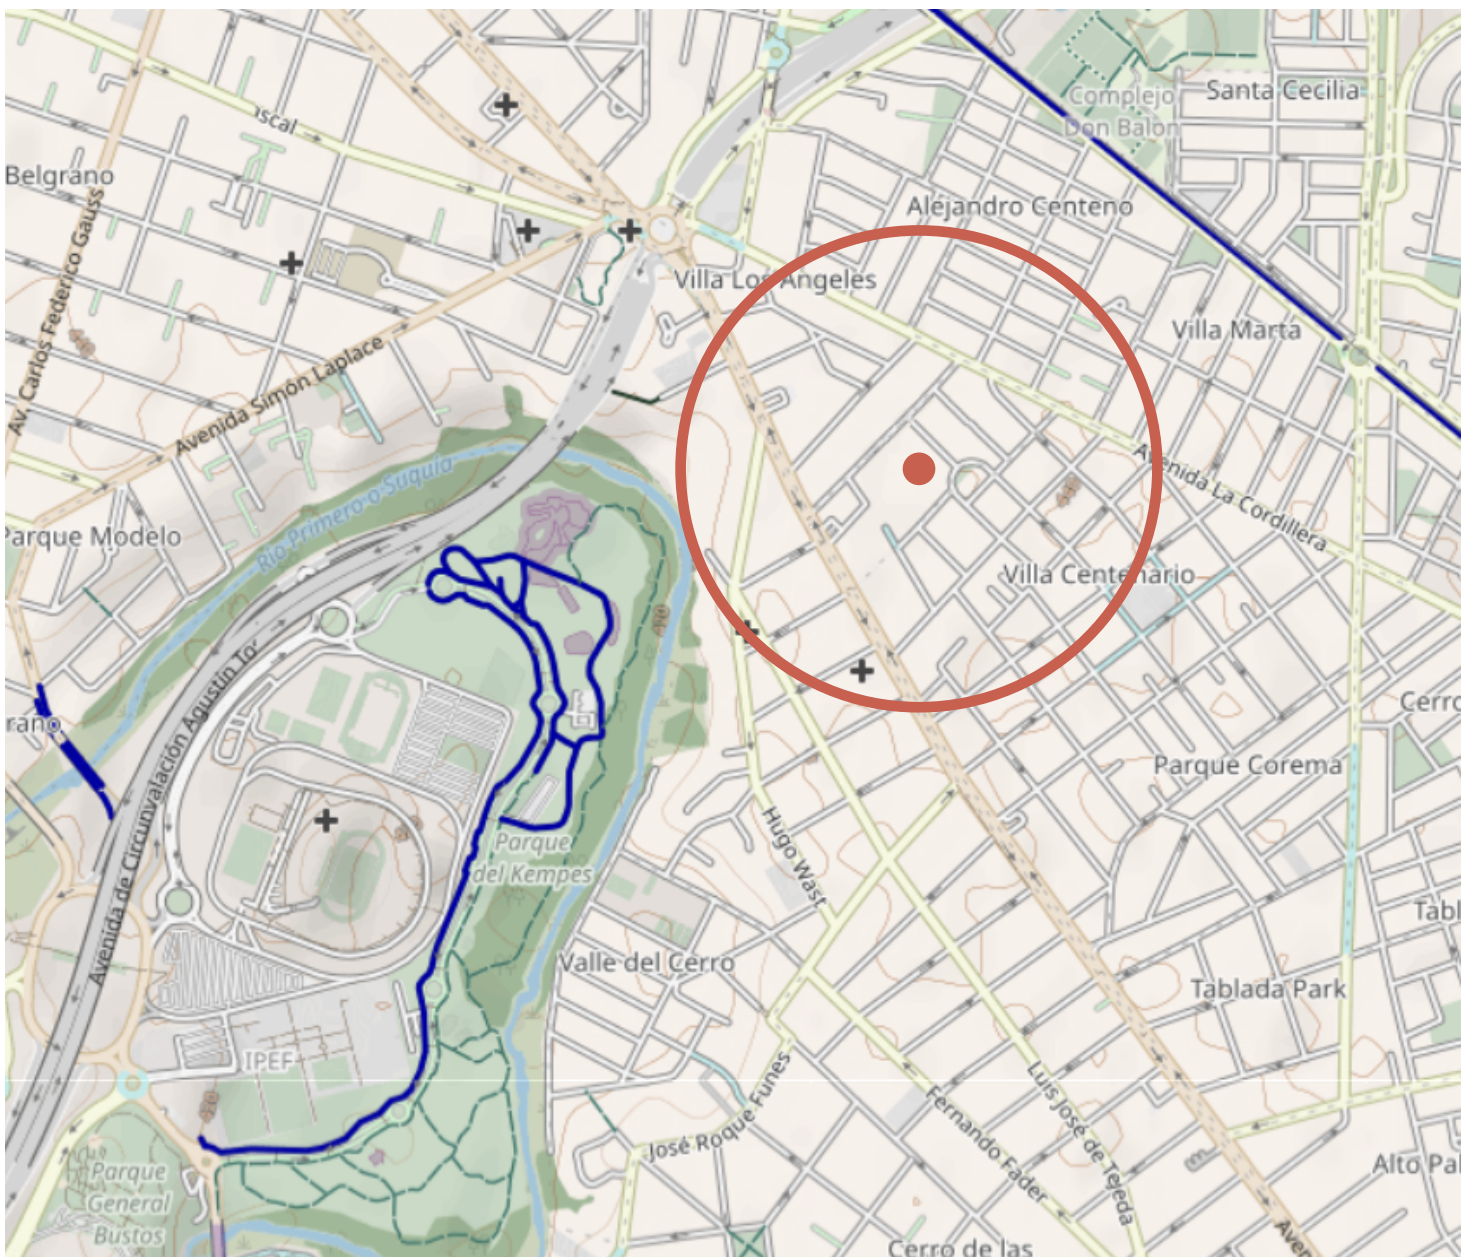 Santa Cecilia
Complejo
Don Balón
Belgrano
Alejandro Centeno
Villa Los Angeles
Av. Carlos Federico Gauss
Villa Marta
Avenida Simón Laplace
Avenida La Cordillera
Río Primero o Suquía
Parque Modelo
Villa Centenario
Avenida de Circunvalación Agustín
Cerro
Parque Corema
Hugo Wast
Parque
del Kempes
Valle del Cerro
Tablada Park
IPEF
José Roque Funes
Fernando Fader
Luis José de Tejeda
Parque
General
Bustos
Alto
Cerro de las